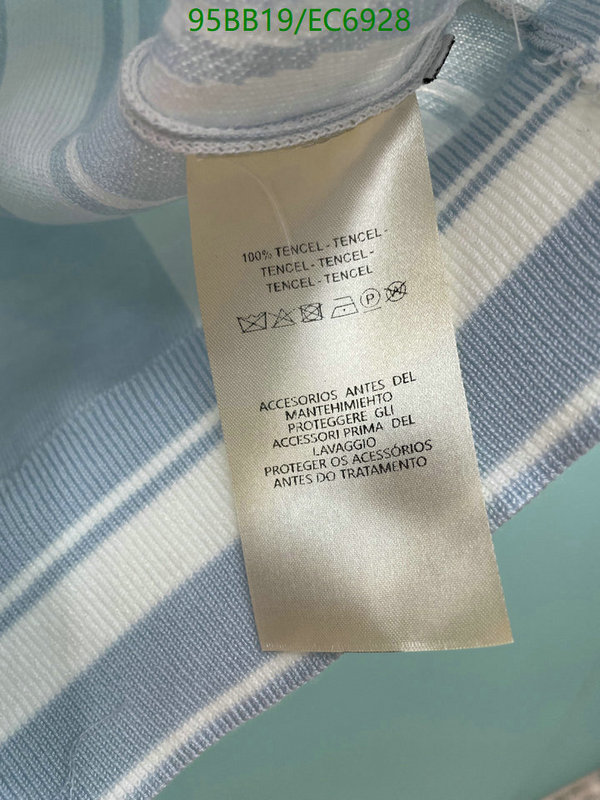 95BB19/EC6928
100% TENCEL - TENCEL -
TENCEL - TENCEL -
TENCEL - TENCEL
P
A
ACCESORIOS ANTES DEL
MANTEHIMIEHTO
PROTEGGERE GLI
ACCESSORI PRIMA DEL
LAVAGGIO
PROTEGER OS ACESSÓRIOS
ANTES DO TRATAMENTO